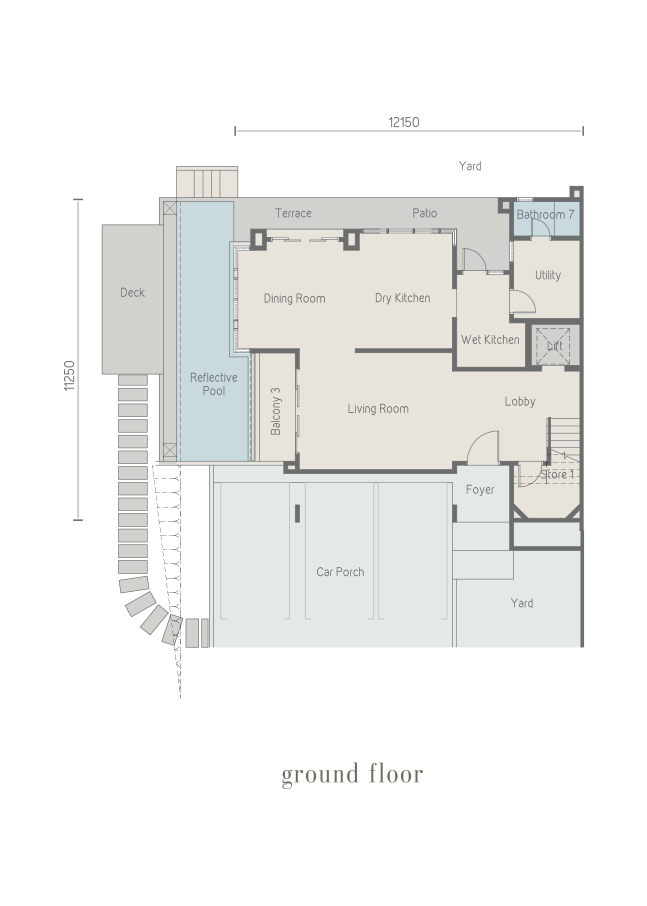 12150
Yard
Terrace
Patio
Bathroom 7
Deck
Dining Room
Dry Kitchen
Utility
Wet Kitchen
Lift
11250
Reflective
Pool
Balcony 3
Living Room
Lobby
Store 1
Foyer
Car Porch
Yard
ground floor